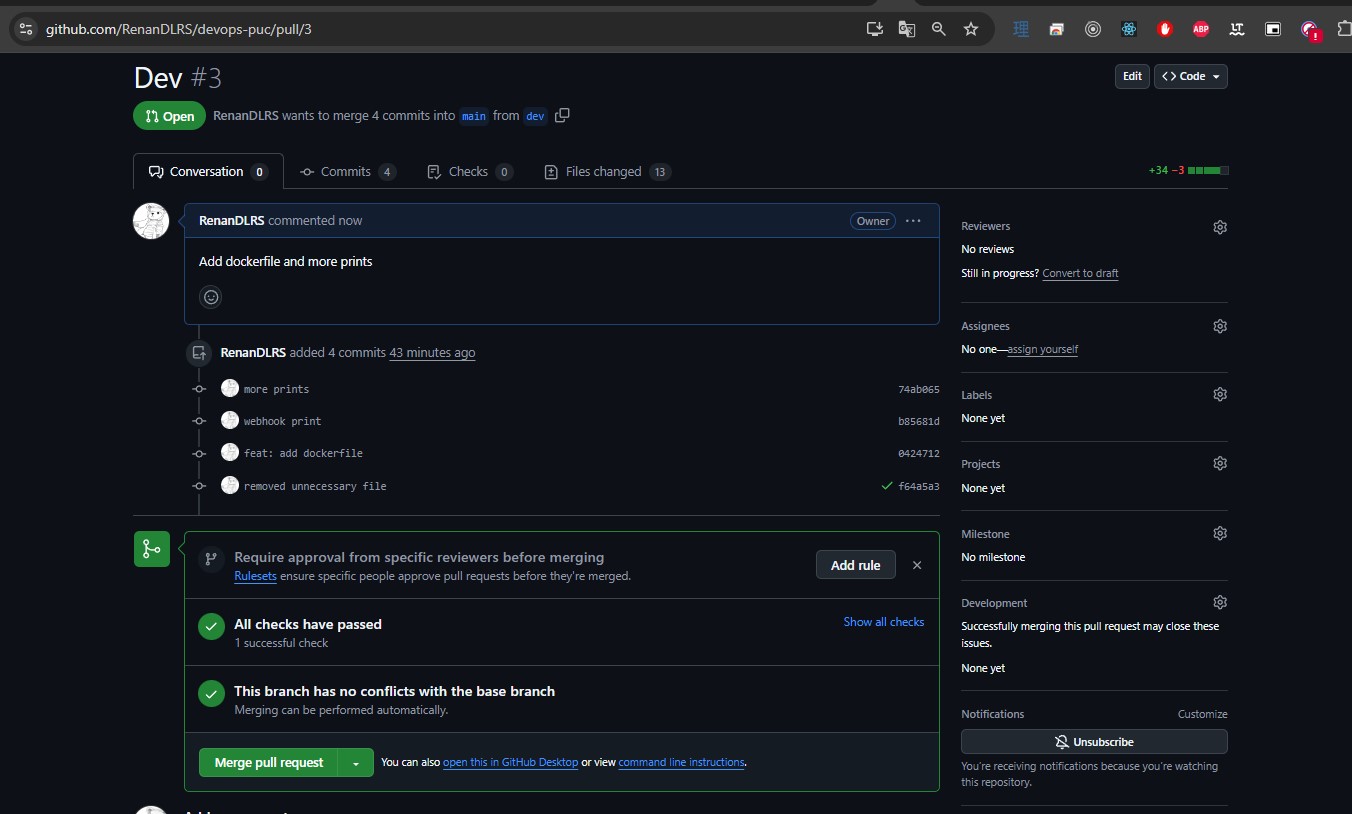 github.com/RenanDLRS/devops-puc/pull/3
ABP
Dev #3
Edit
<> Code
Open
RenanDLRS wants to merge 4 commits into main from dev
Conversation 0
Commits 4
Checks 0
Files changed 13
+34 −3
RenanDLRS commented now
Owner
Add dockerfile and more prints
RenanDLRS added 4 commits 43 minutes ago
more prints 74ab065
webhook print b85681d
feat: add dockerfile 0424712
removed unnecessary file f64a5a3
Require approval from specific reviewers before merging
Rulesets ensure specific people approve pull requests before they're merged.
Add rule
All checks have passed
1 successful check
Show all checks
This branch has no conflicts with the base branch
Merging can be performed automatically.
Merge pull request
You can also open this in GitHub Desktop or view command line instructions.
Reviewers
No reviews
Still in progress? Convert to draft
Assignees
No one—assign yourself
Labels
None yet
Projects
None yet
Milestone
No milestone
Development
Successfully merging this pull request may close these
issues.
None yet
Notifications
Customize
Unsubscribe
You're receiving notifications because you're watching
this repository.